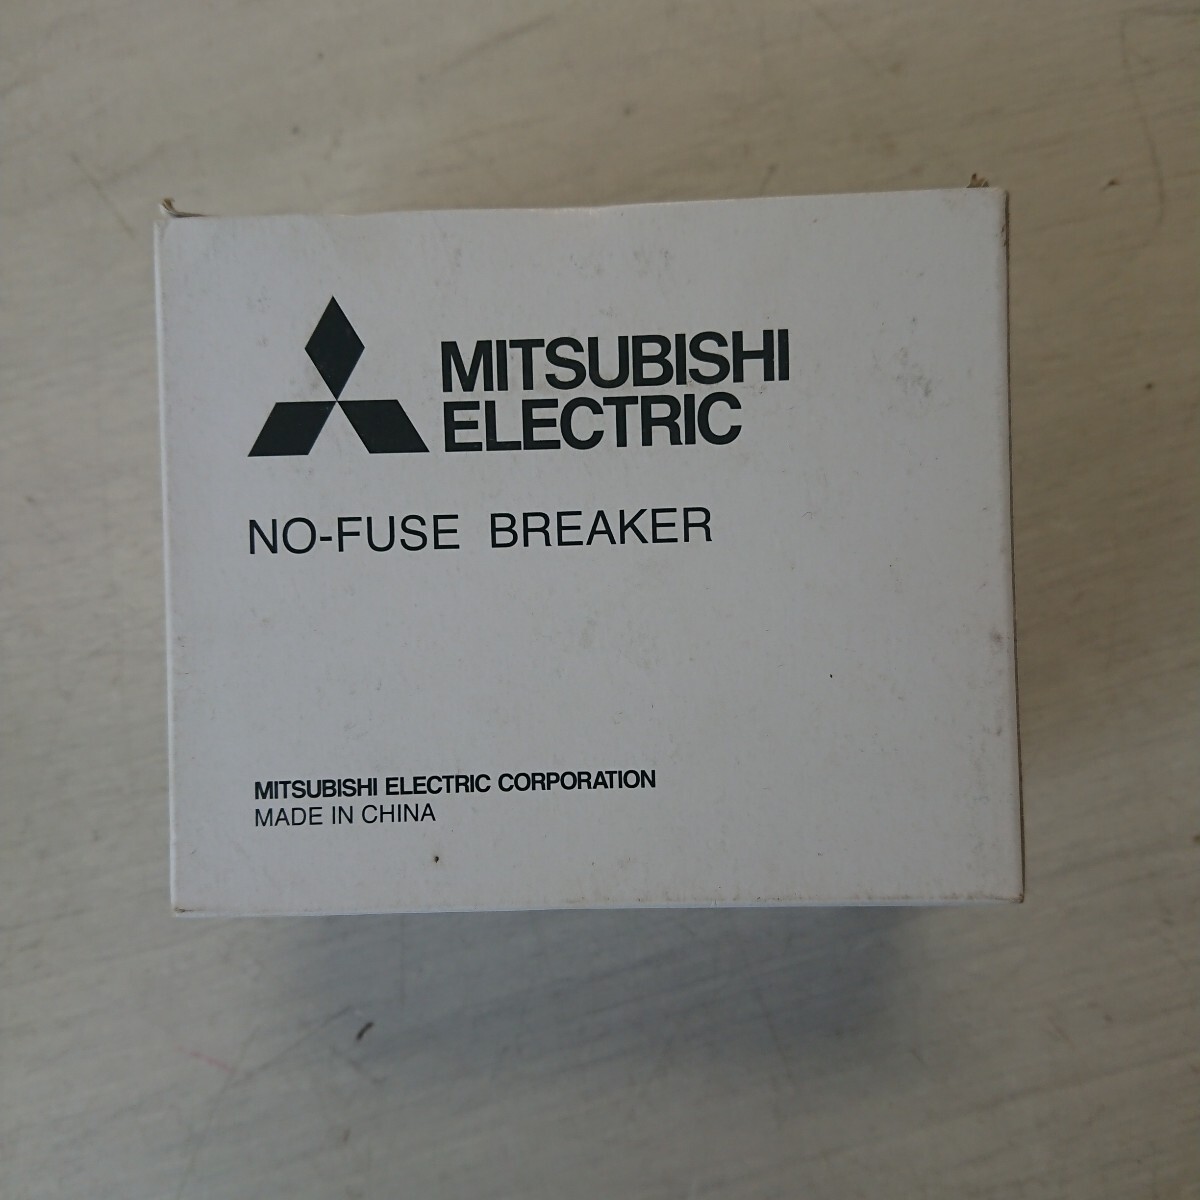 MITSUBISHI
ELECTRIC
NO-FUSE BREAKER
MITSUBISHI ELECTRIC CORPORATION
MADE IN CHINA